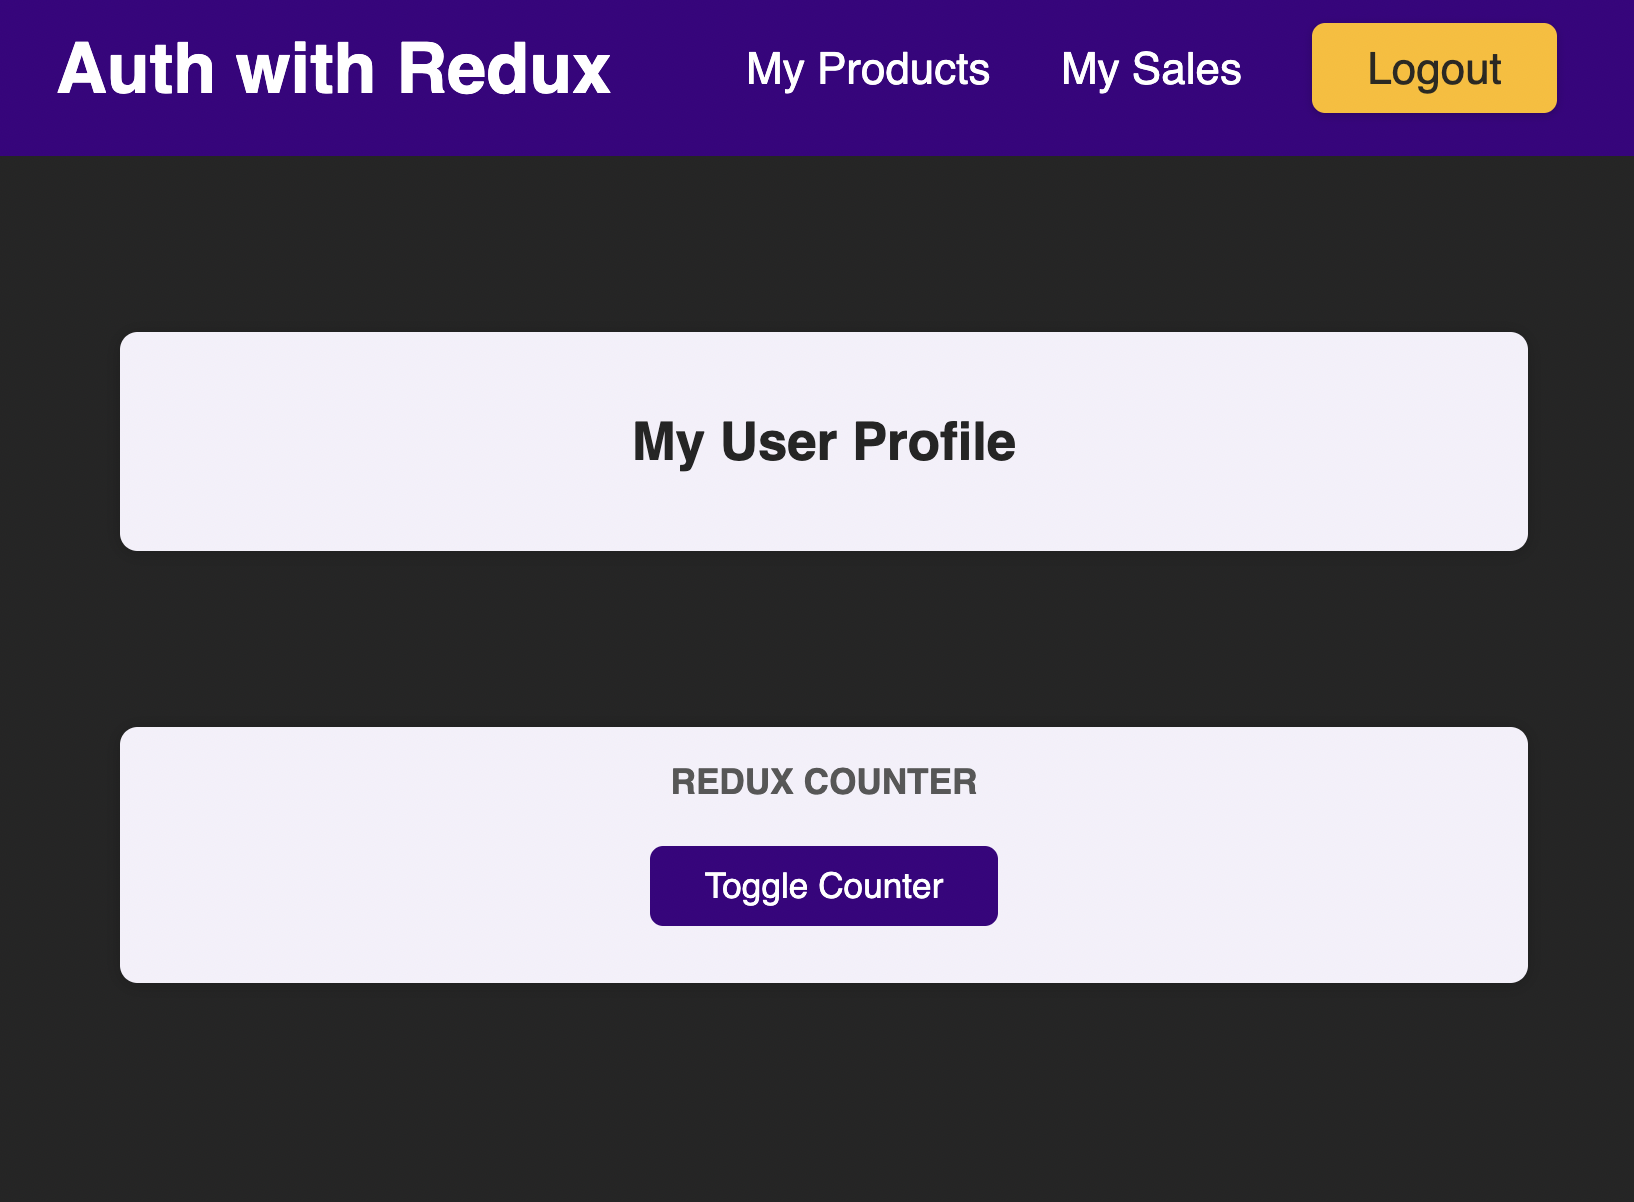 Auth with Redux
My Products
My Sales
Logout
My User Profile
REDUX COUNTER
Toggle Counter